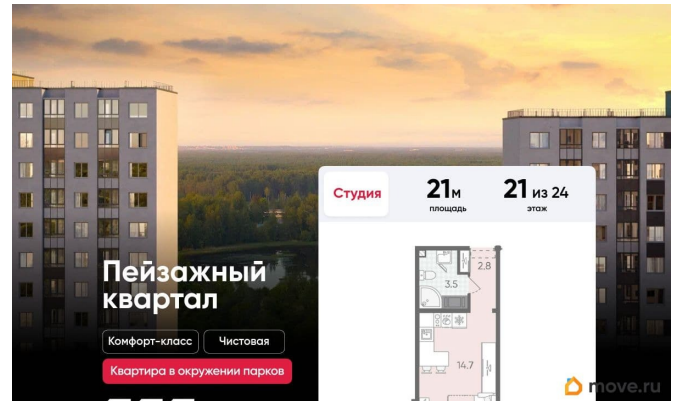 Студия
21м
площадь
21 из 24
этаж
2.8
3.5
14.7
Пейзажный
квартал
Комфорт-класс
Чистовая
Квартира в окружении парков
move.ru